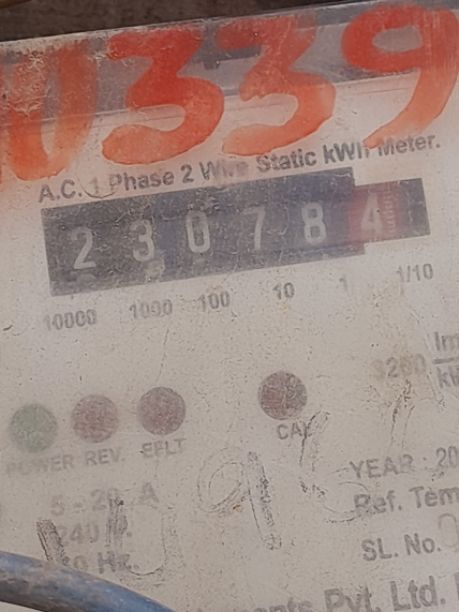 0339
A.C. 1 Phase 2 Wire Static kWh Meter.
2 3 0 7 8 4
10000 1000 100 10 1 1/10
Im
3200 k
POWER REV. EFLT CAL
5 - 20 A
YEAR : 20
240 V.
Ref. Tem
50 Hz.
SL. No.
Pvt. Ltd.